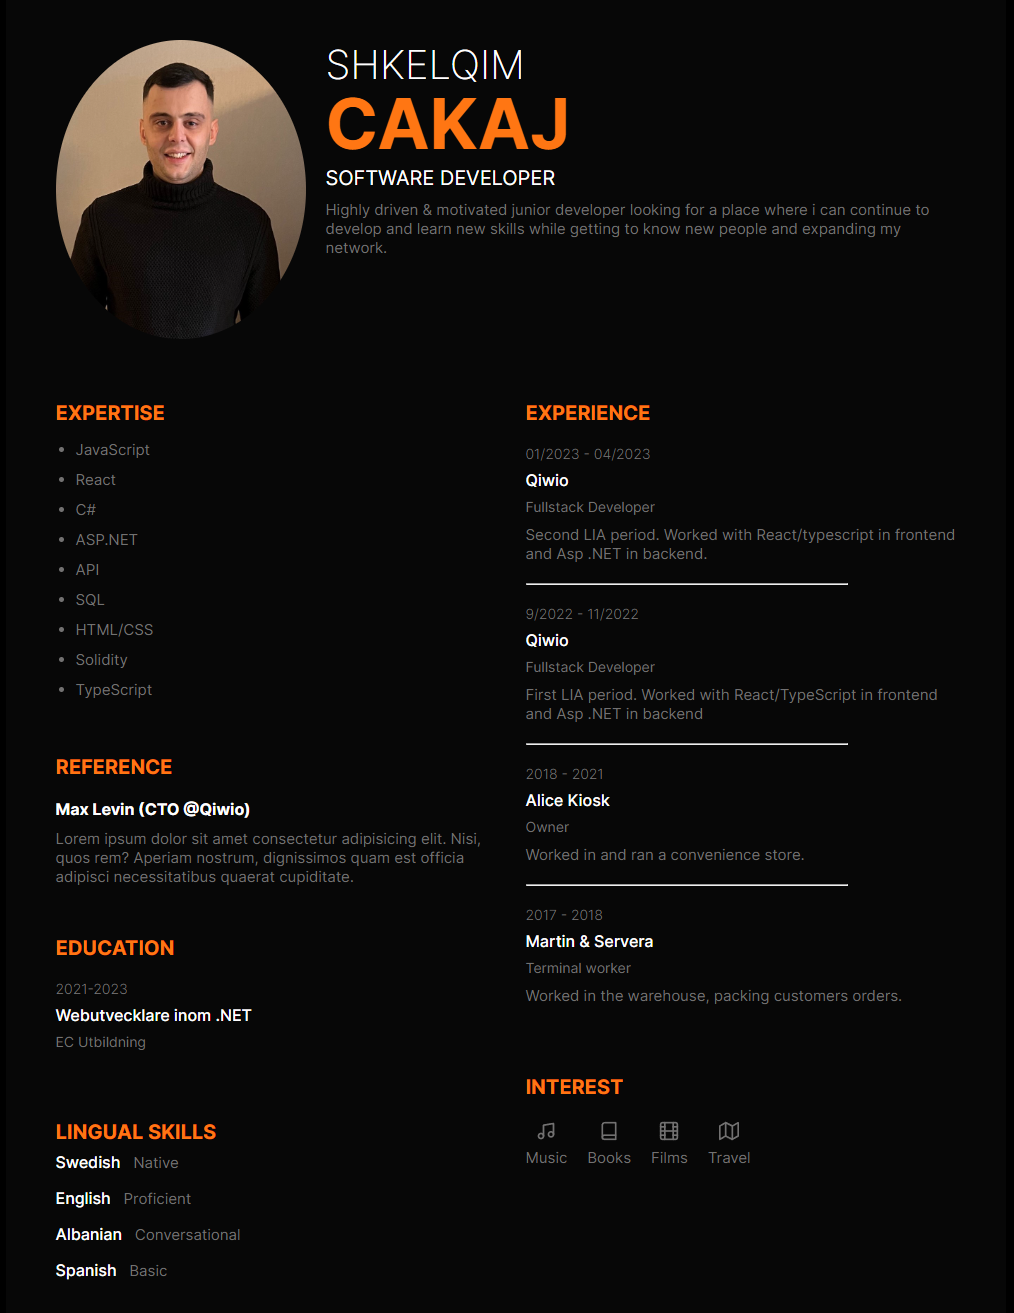 SHKELQIM
CAKAJ
SOFTWARE DEVELOPER
Highly driven & motivated junior developer looking for a place where i can continue to
develop and learn new skills while getting to know new people and expanding my
network.
EXPERTISE
• JavaScript
• React
• C#
• ASP.NET
• API
• SQL
• HTML/CSS
• Solidity
• TypeScript
REFERENCE
Max Levin (CTO @Qiwio)
Lorem ipsum dolor sit amet consectetur adipisicing elit. Nisi,
quos rem? Aperiam nostrum, dignissimos quam est officia
adipisci necessitatibus quaerat cupiditate.
EDUCATION
2021-2023
Webutvecklare inom .NET
EC Utbildning
LINGUAL SKILLS
Swedish Native
English Proficient
Albanian Conversational
Spanish Basic
EXPERIENCE
01/2023 - 04/2023
Qiwio
Fullstack Developer
Second LIA period. Worked with React/typescript in frontend
and Asp .NET in backend.
9/2022 - 11/2022
Qiwio
Fullstack Developer
First LIA period. Worked with React/TypeScript in frontend
and Asp .NET in backend
2018 - 2021
Alice Kiosk
Owner
Worked in and ran a convenience store.
2017 - 2018
Martin & Servera
Terminal worker
Worked in the warehouse, packing customers orders.
INTEREST
Music Books Films Travel